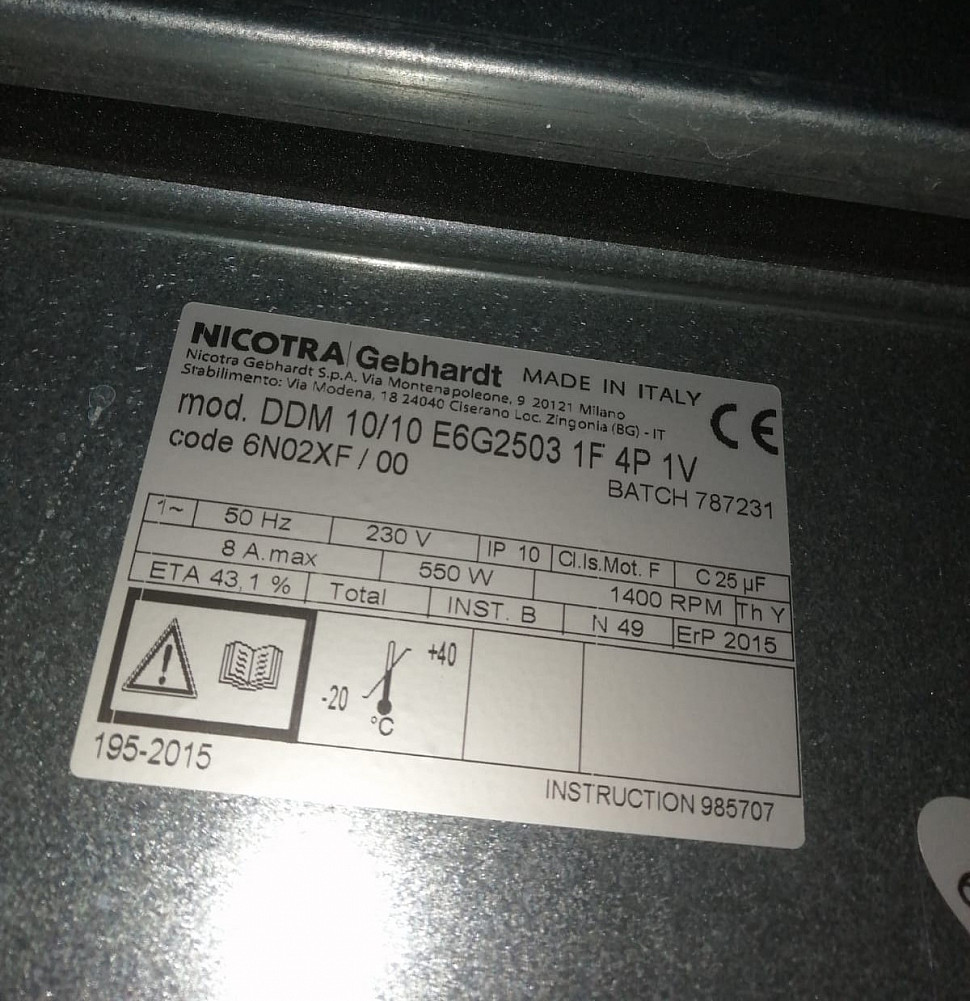 NICOTRA | Gebhardt MADE IN ITALY
Nicotra Gebhardt S.p.A. Via Montenapoleone, 9 20121 Milano
Stabilimento: Via Modena, 18 24040 Ciserano Loc. Zingonia (BG) - IT
CE
mod. DDM 10/10 E6G2503 1F 4P 1V
code 6N02XF / 00
BATCH 787231
1~ 50 Hz 230 V IP 10 Cl.Is.Mot. F C 25 µF
8 A.max 550 W 1400 RPM Th Y
ETA 43,1 % Total INST. B N 49 ErP 2015
-20 +40
°C
195-2015
INSTRUCTION 985707